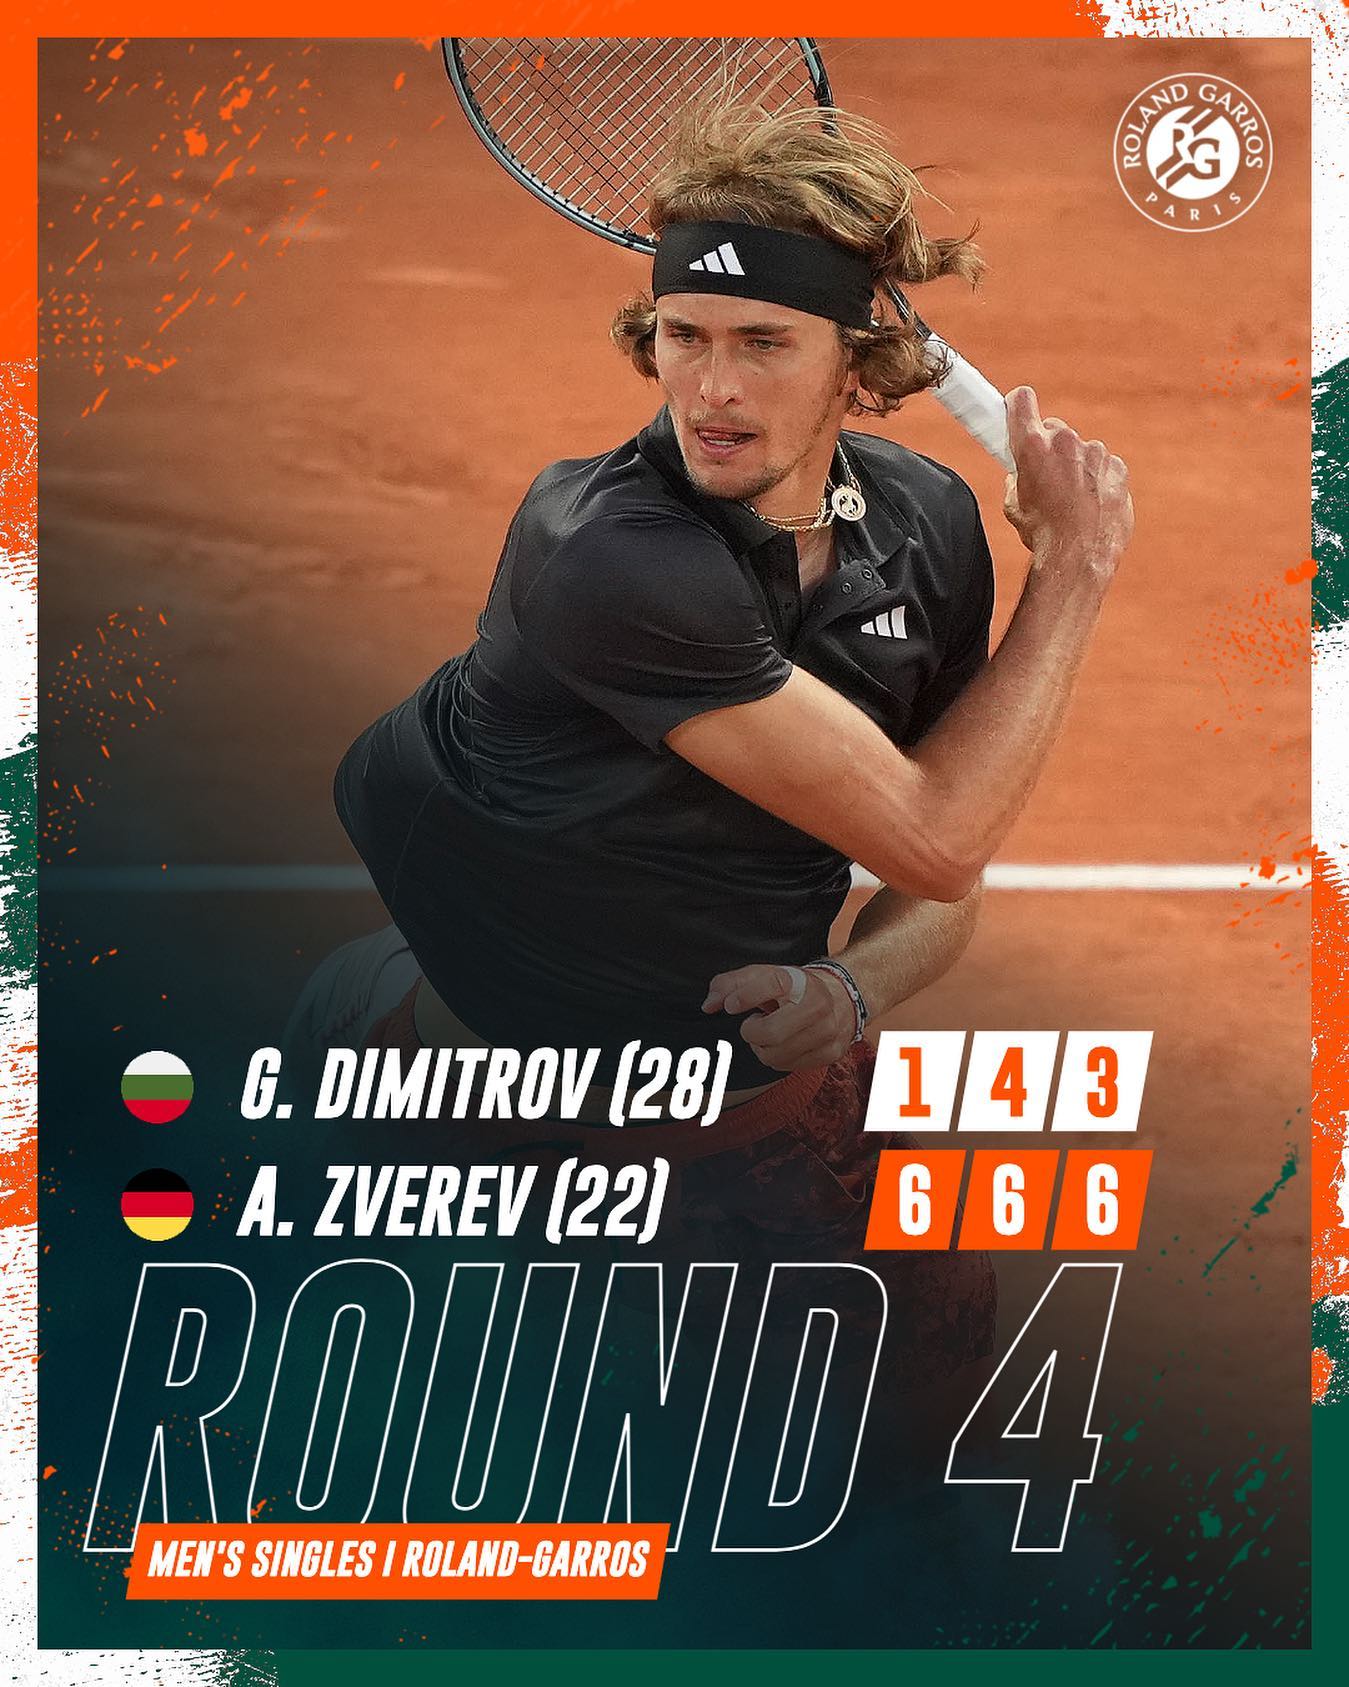 ROLAND GARROS
RG
PARIS
G. DIMITROV (28) 1 4 3
A. ZVEREV (22) 6 6 6
ROUND 4
MEN'S SINGLES I ROLAND-GARROS